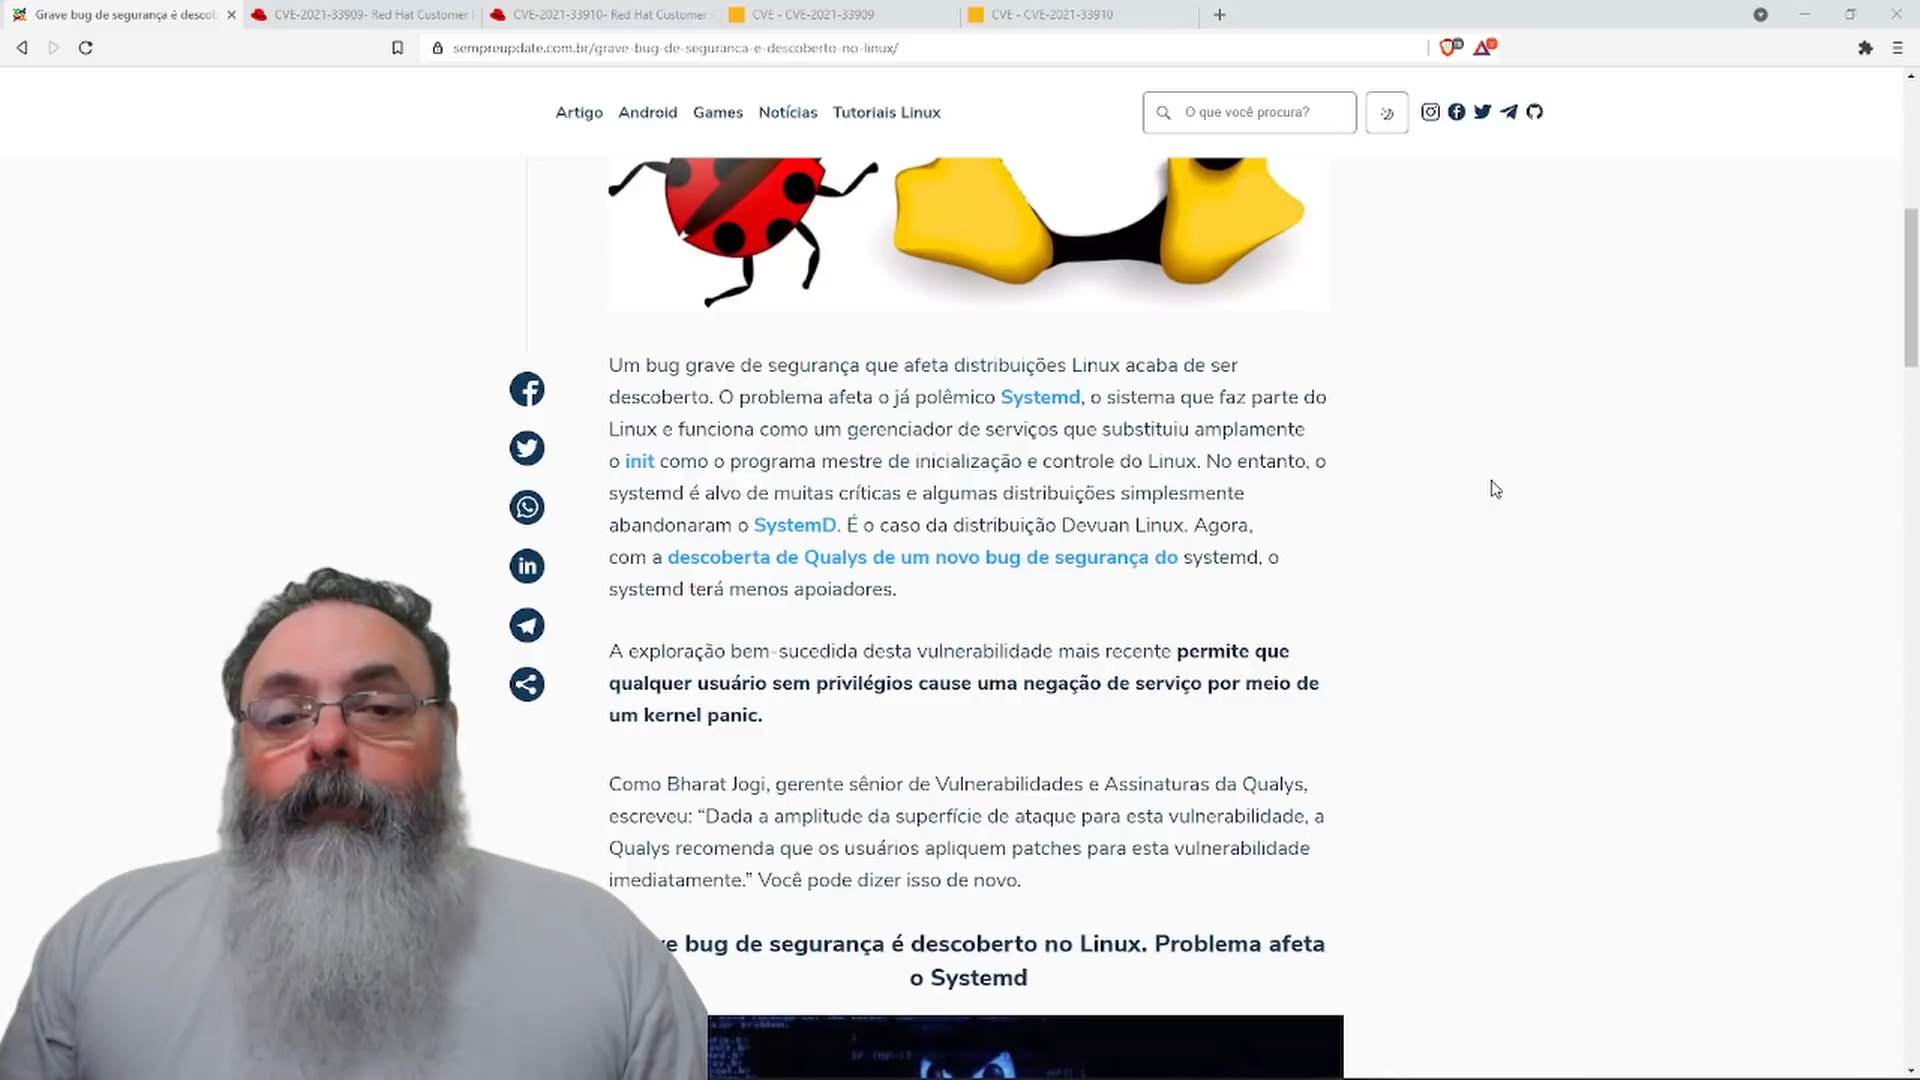 Grave bug de segurança é descob
CVE-2021-33909- Red Hat Customer
CVE-2021-33910- Red Hat Customer
CVE - CVE-2021-33909
CVE - CVE-2021-33910
sempreupdate.com.br/grave-bug-de-seguranca-e-descoberto-no-linux/
Artigo Android Games Notícias Tutoriais Linux
O que você procura?
Um bug grave de segurança que afeta distribuições Linux acaba de ser
descoberto. O problema afeta o já polêmico Systemd, o sistema que faz parte do
Linux e funciona como um gerenciador de serviços que substituiu amplamente
o init como o programa mestre de inicialização e controle do Linux. No entanto, o
systemd é alvo de muitas críticas e algumas distribuições simplesmente
abandonaram o SystemD. É o caso da distribuição Devuan Linux. Agora,
com a descoberta de Qualys de um novo bug de segurança do systemd, o
systemd terá menos apoiadores.
A exploração bem-sucedida desta vulnerabilidade mais recente permite que
qualquer usuário sem privilégios cause uma negação de serviço por meio de
um kernel panic.
Como Bharat Jogi, gerente sênior de Vulnerabilidades e Assinaturas da Qualys,
escreveu: “Dada a amplitude da superfície de ataque para esta vulnerabilidade, a
Qualys recomenda que os usuários apliquem patches para esta vulnerabilidade
imediatamente.” Você pode dizer isso de novo.
bug de segurança é descoberto no Linux. Problema afeta
o Systemd